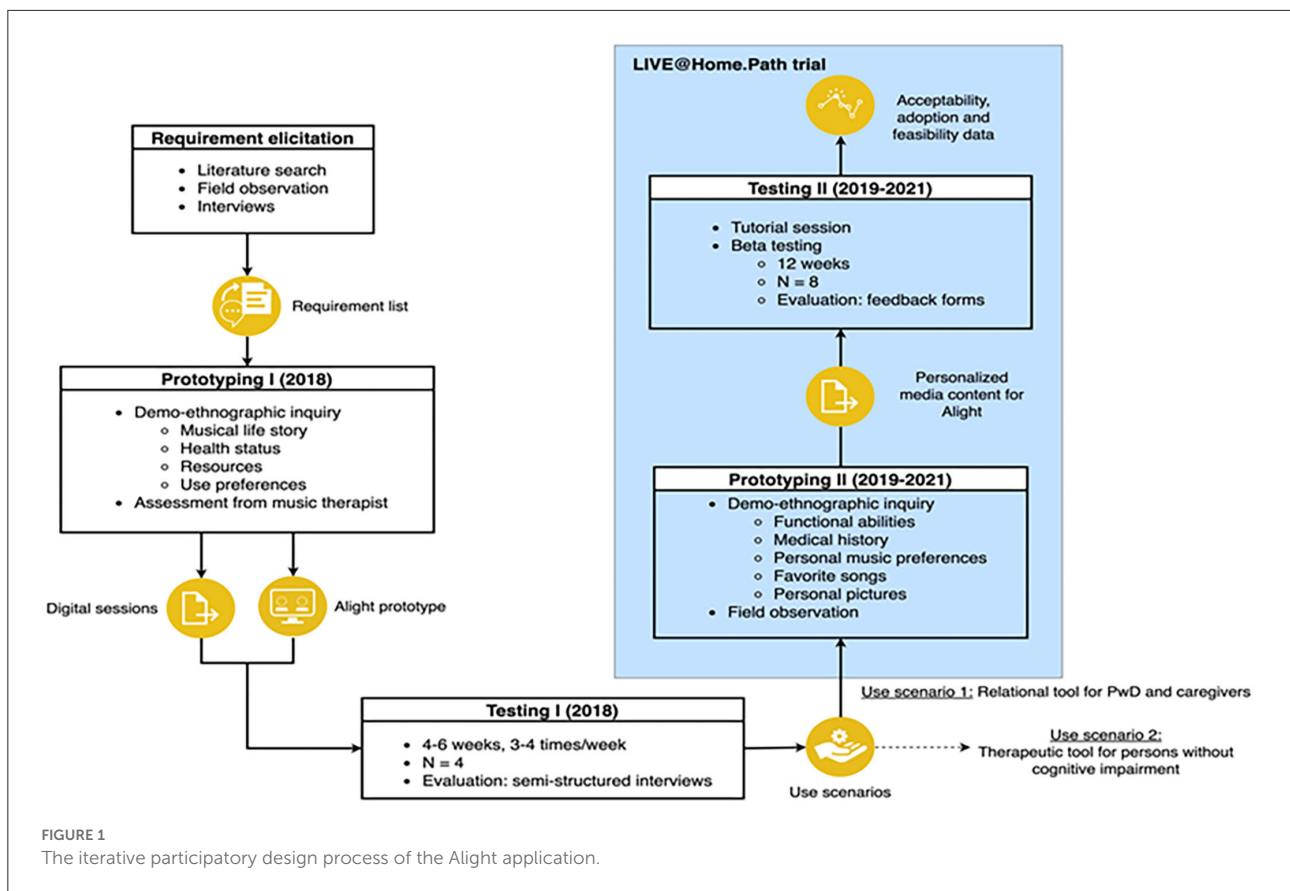 Requirement elicitation
• Literature search
• Field observation
• Interviews
Requirement list
Prototyping I (2018)
• Demo-ethnographic inquiry
○ Musical life story
○ Health status
○ Resources
○ Use preferences
• Assessment from music therapist
Digital sessions
Alight prototype
Testing I (2018)
• 4-6 weeks, 3-4 times/week
• N = 4
• Evaluation: semi-structured interviews
Use scenarios
Use scenario 1: Relational tool for PwD and caregivers
Use scenario 2:
Therapeutic tool for persons without
cognitive impairment
LIVE@Home.Path trial
Prototyping II (2019-2021)
• Demo-ethnographic inquiry
○ Functional abilities
○ Medical history
○ Personal music preferences
○ Favorite songs
○ Personal pictures
• Field observation
Personalized
media content for
Alight
Testing II (2019-2021)
• Tutorial session
• Beta testing
○ 12 weeks
○ N = 8
○ Evaluation: feedback forms
Acceptability,
adoption and
feasibility data
FIGURE 1
The iterative participatory design process of the Alight application.